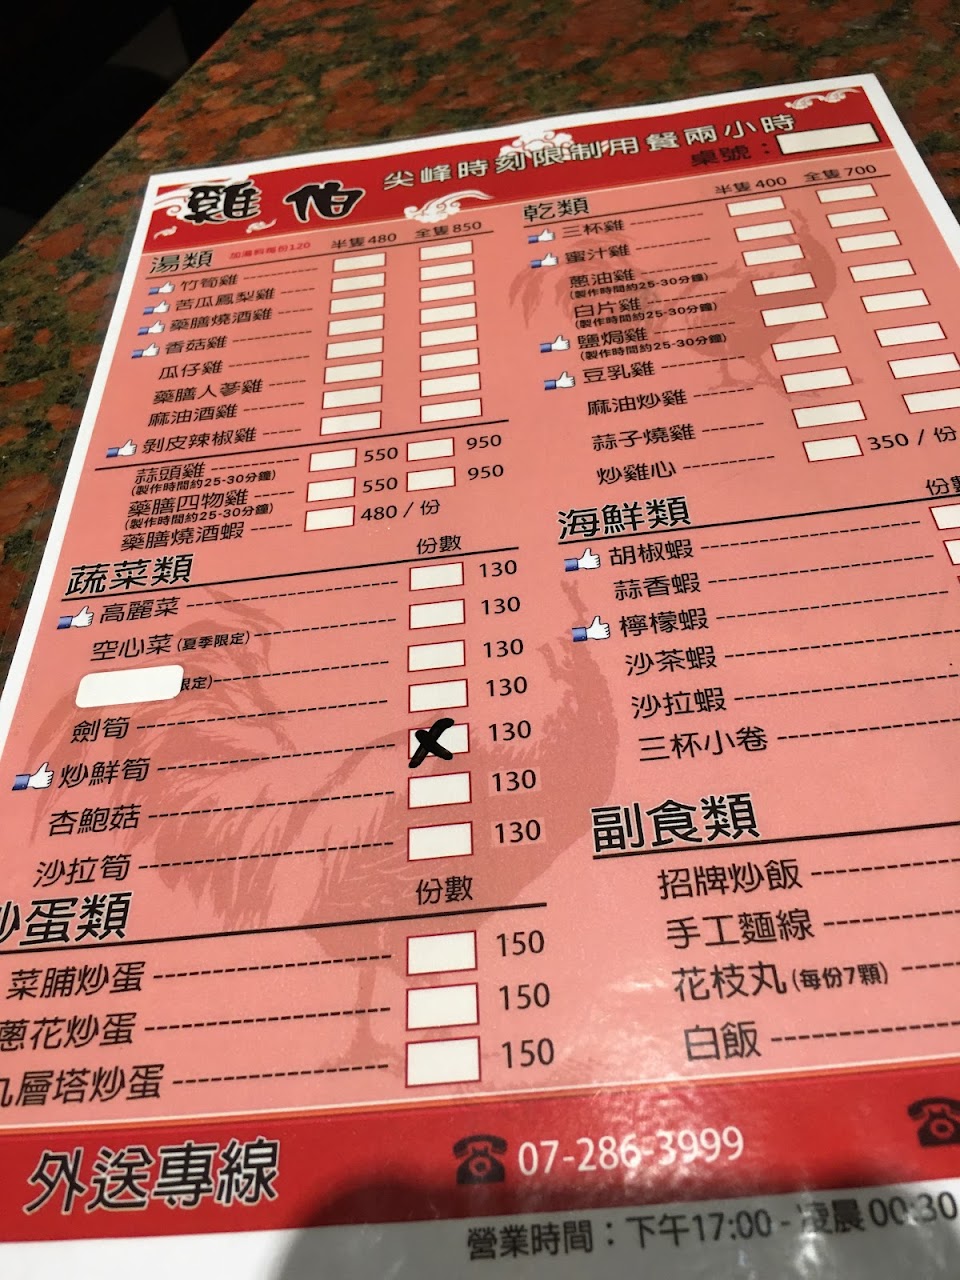 雞伯 尖峰時刻限制用餐兩小時
桌號：
湯類 加湯料每份120 半隻480 全隻850
竹筍雞
苦瓜鳳梨雞
藥膳燒酒雞
香菇雞
瓜仔雞
藥膳人蔘雞
麻油酒雞
剝皮辣椒雞
蒜頭雞 550 950
(製作時間約25-30分鐘)
藥膳四物雞 550 950
(製作時間約25-30分鐘)
藥膳燒酒蝦 480 / 份
蔬菜類 份數
高麗菜 130
空心菜(夏季限定) 130
限定) 130
劍筍 130
炒鮮筍 130
杏鮑菇 130
沙拉筍 130
炒蛋類 份數
菜脯炒蛋 150
蔥花炒蛋 150
九層塔炒蛋 150
乾類 半隻400 全隻700
三杯雞
蜜汁雞
蔥油雞
(製作時間約25-30分鐘)
白片雞
(製作時間約25-30分鐘)
鹽焗雞
(製作時間約25-30分鐘)
豆乳雞
麻油炒雞
蒜子燒雞
炒雞心 350 / 份
海鮮類 份數
胡椒蝦
蒜香蝦
檸檬蝦
沙茶蝦
沙拉蝦
三杯小卷
副食類
招牌炒飯
手工麵線
花枝丸(每份7顆)
白飯
外送專線 07-286-3999
營業時間：下午17:00 - 凌晨00:30